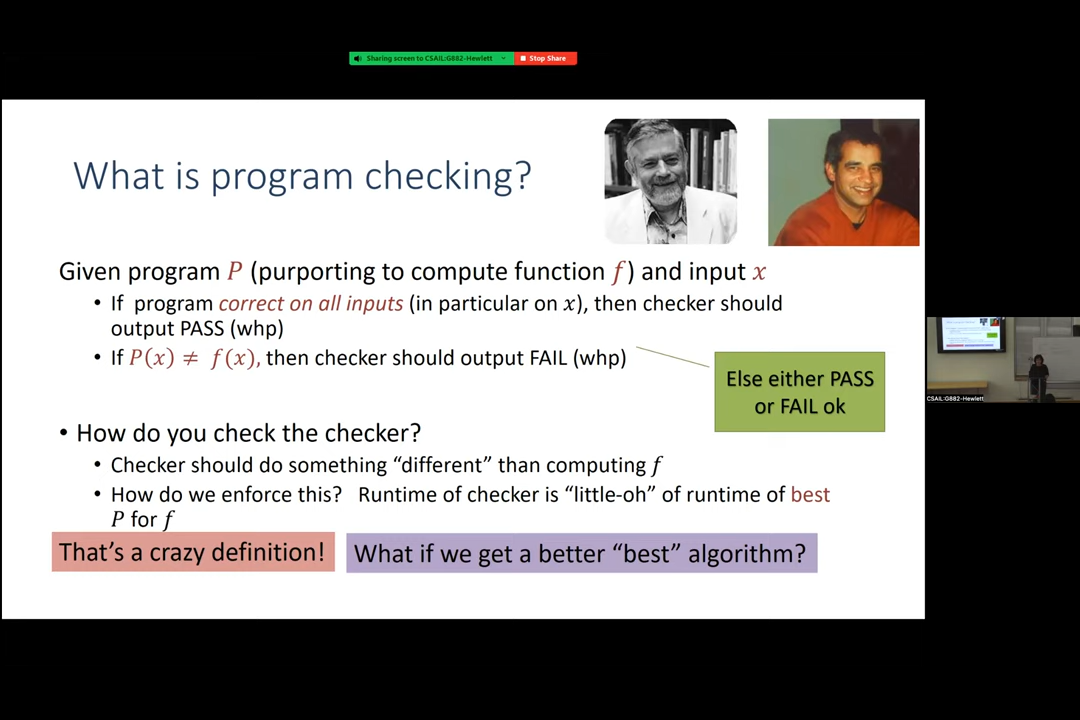 Sharing screen to CSAIL:G882-Hewlett
Stop Share
What is program checking?
Given program P (purporting to compute function f) and input x
• If program correct on all inputs (in particular on x), then checker should
output PASS (whp)
• If P(x) ≠ f(x), then checker should output FAIL (whp)
Else either PASS
or FAIL ok
• How do you check the checker?
• Checker should do something “different” than computing f
• How do we enforce this? Runtime of checker is “little-oh” of runtime of best
P for f
That’s a crazy definition!
What if we get a better “best” algorithm?
CSAIL:G882-Hewlett